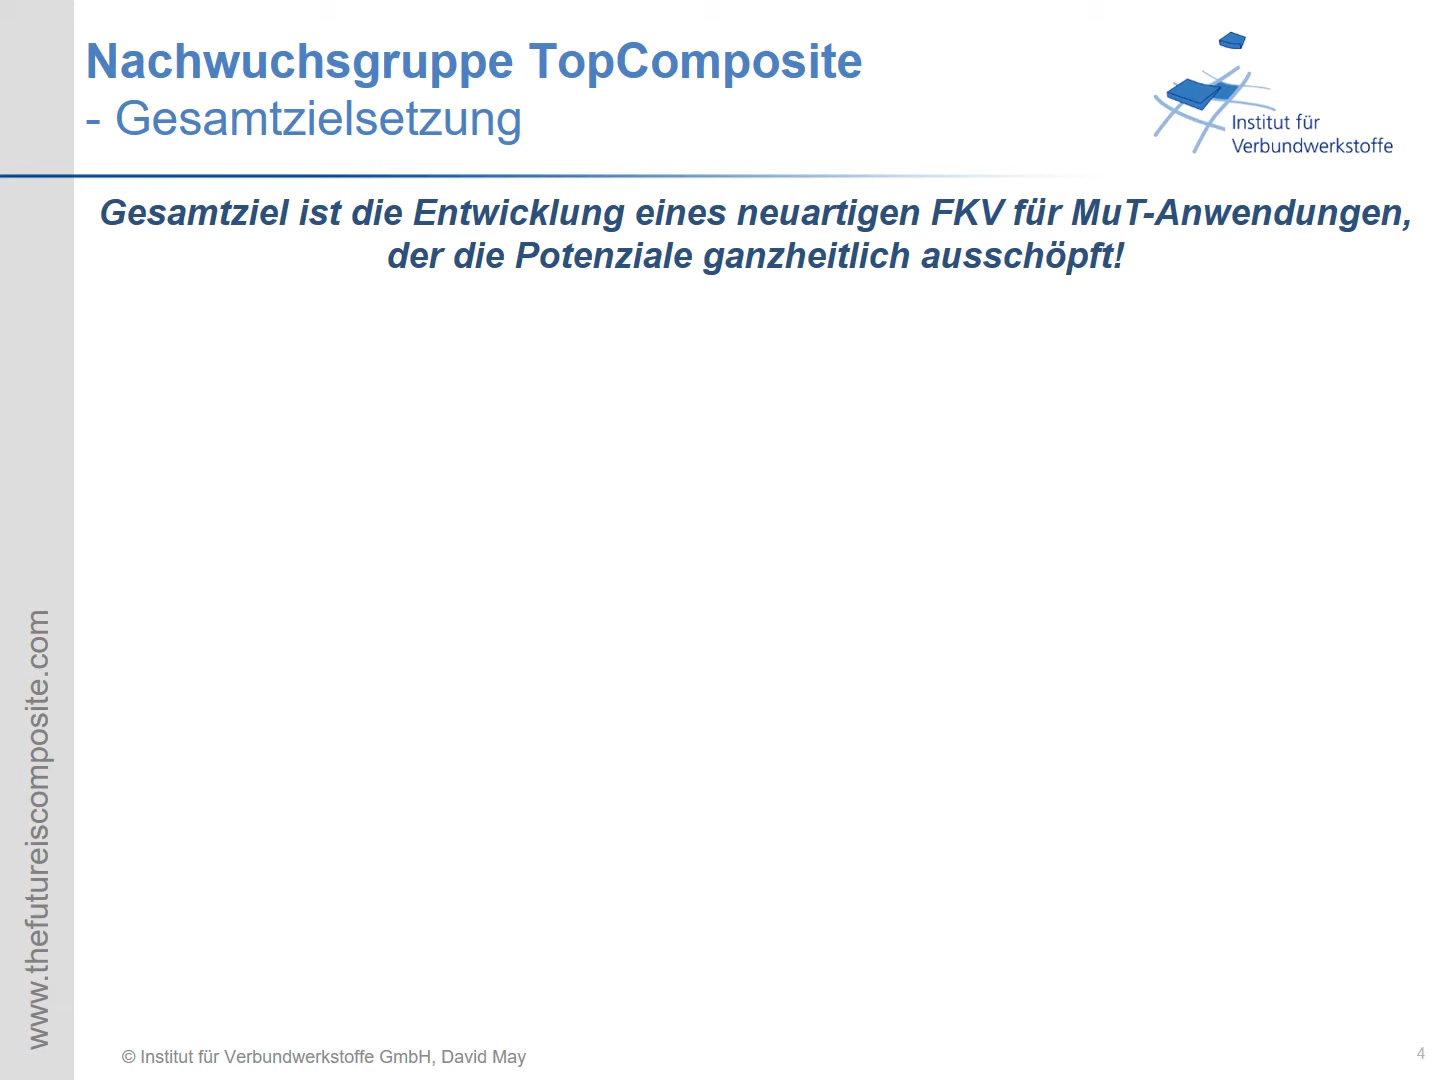 Nachwuchsgruppe TopComposite
- Gesamtzielsetzung
Institut für
Verbundwerkstoffe
Gesamtziel ist die Entwicklung eines neuartigen FKV für MuT-Anwendungen,
der die Potenziale ganzheitlich ausschöpft!
www.thefutureiscomposite.com
© Institut für Verbundwerkstoffe GmbH, David May
4